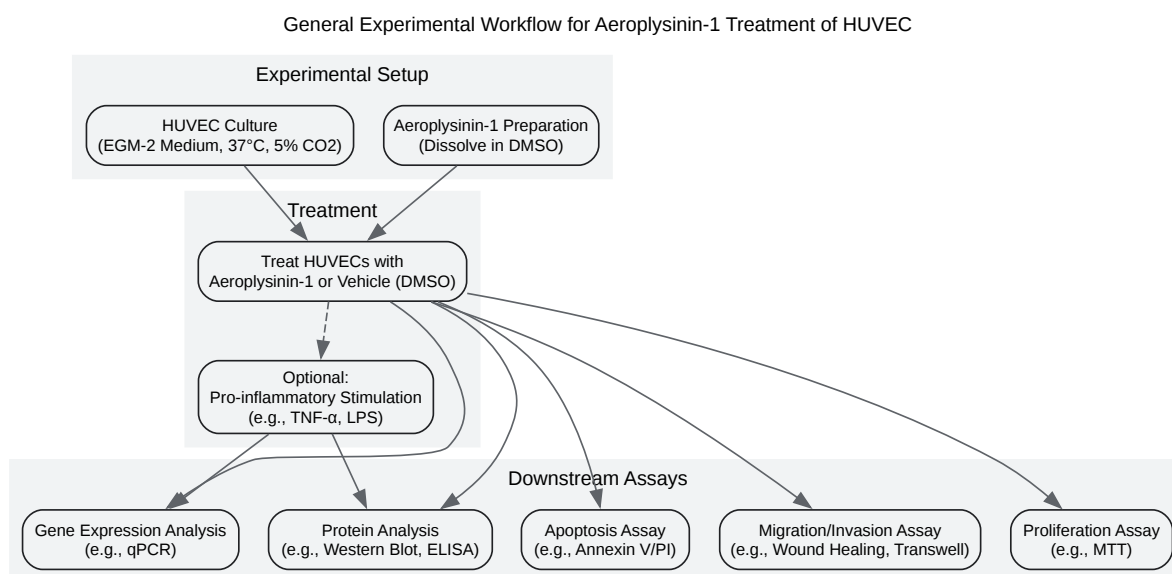 General Experimental Workflow for Aeroplysinin-1 Treatment of HUVEC
Experimental Setup
HUVEC Culture
(EGM-2 Medium, 37°C, 5% CO2)
Aeroplysinin-1 Preparation
(Dissolve in DMSO)
Treatment
Treat HUVECs with
Aeroplysinin-1 or Vehicle (DMSO)
Optional:
Pro-inflammatory Stimulation
(e.g., TNF-α, LPS)
Downstream Assays
Gene Expression Analysis
(e.g., qPCR)
Protein Analysis
(e.g., Western Blot, ELISA)
Apoptosis Assay
(e.g., Annexin V/PI)
Migration/Invasion Assay
(e.g., Wound Healing, Transwell)
Proliferation Assay
(e.g., MTT)